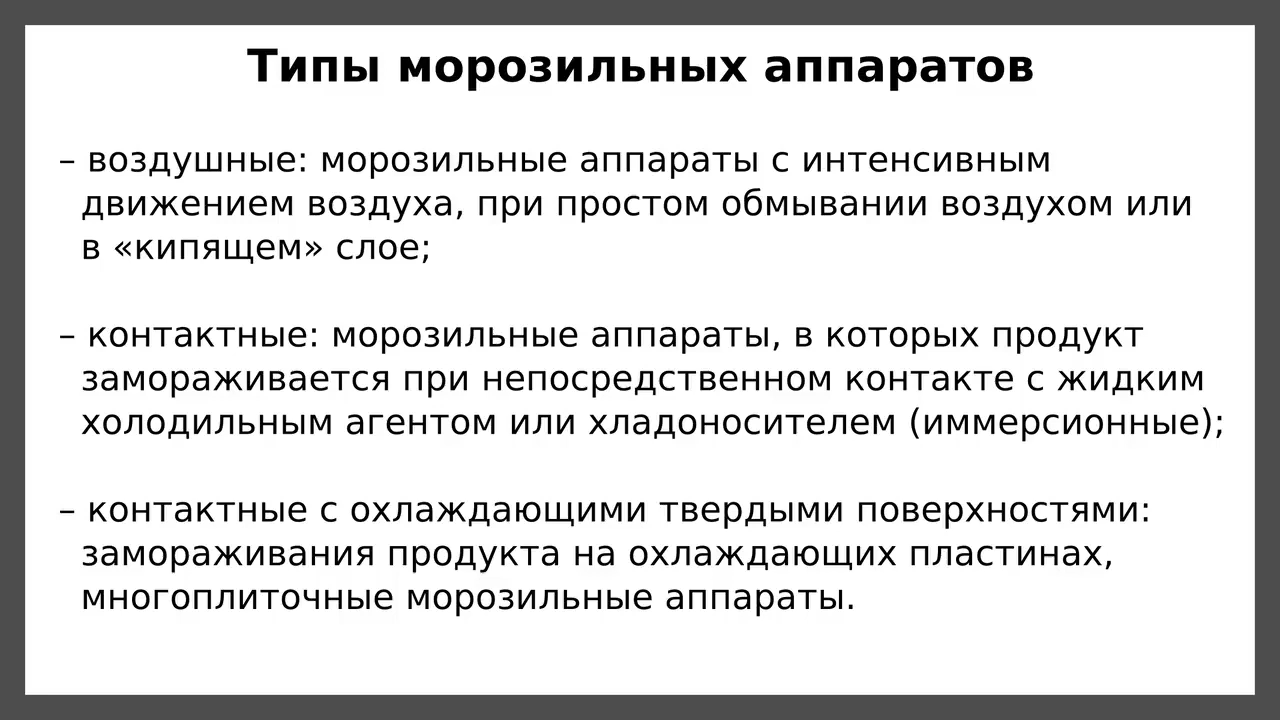 Типы морозильных аппаратов
– воздушные: морозильные аппараты с интенсивным
движением воздуха, при простом обмывании воздухом или
в «кипящем» слое;
– контактные: морозильные аппараты, в которых продукт
замораживается при непосредственном контакте с жидким
холодильным агентом или хладоносителем (иммерсионные);
– контактные с охлаждающими твердыми поверхностями:
замораживания продукта на охлаждающих пластинах,
многоплиточные морозильные аппараты.